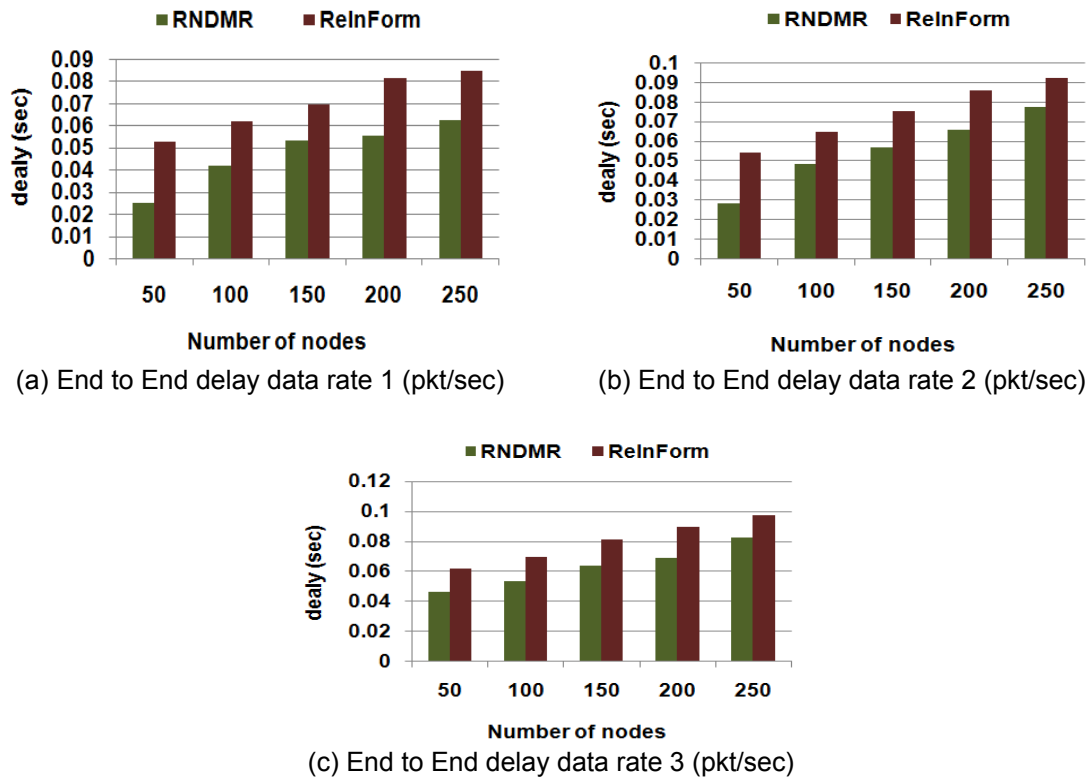 RNDMR ReInForm
0.09
0.08
0.07
0.06
0.05
0.04
0.03
0.02
0.01
0
dealy (sec)
50 100 150 200 250
Number of nodes
(a) End to End delay data rate 1 (pkt/sec)
RNDMR ReInForm
0.1
0.09
0.08
0.07
0.06
0.05
0.04
0.03
0.02
0.01
0
dealy (sec)
50 100 150 200 250
Number of nodes
(b) End to End delay data rate 2 (pkt/sec)
RNDMR ReInForm
0.12
0.1
0.08
0.06
0.04
0.02
0
dealy (sec)
50 100 150 200 250
Number of nodes
(c) End to End delay data rate 3 (pkt/sec)